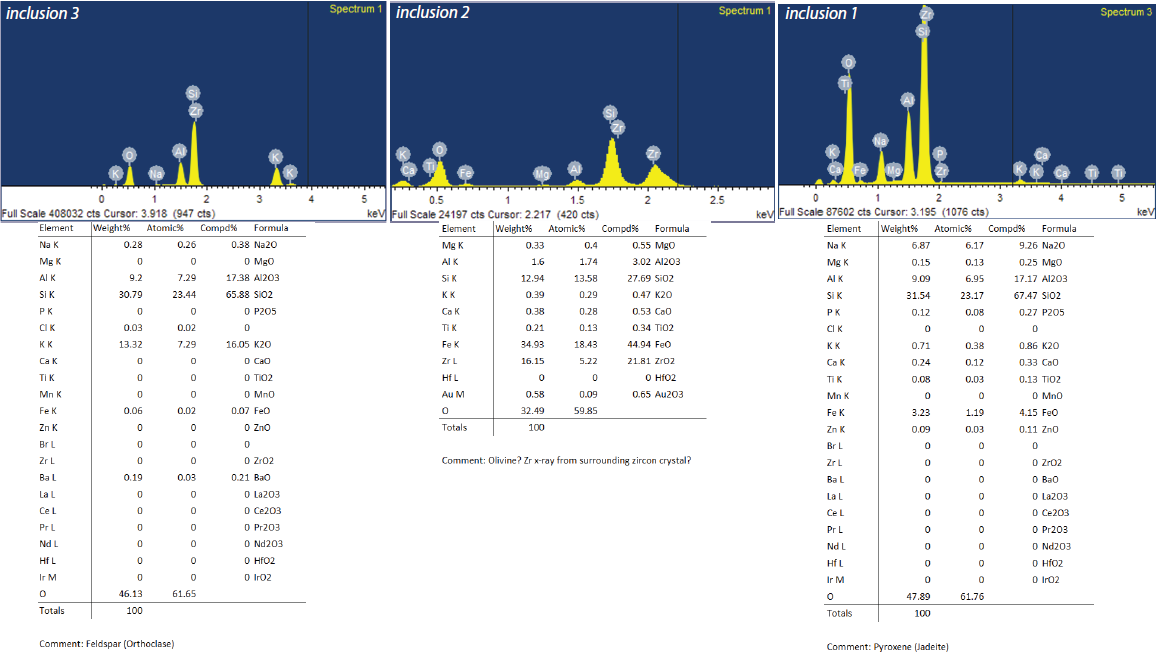 inclusion 3
Spectrum 1
Si
Zr
O
Al
K
Na
K
K
0 1 2 3 4 5
Full Scale 408032 cts Cursor: 3.918 (947 cts) keV
Element Weight% Atomic% Compd% Formula
Na K 0.28 0.26 0.38 Na2O
Mg K 0 0 0 MgO
Al K 9.2 7.29 17.38 Al2O3
Si K 30.79 23.44 65.88 SiO2
P K 0 0 0 P2O5
Cl K 0.03 0.02 0
K K 13.32 7.29 16.05 K2O
Ca K 0 0 0 CaO
Ti K 0 0 0 TiO2
Mn K 0 0 0 MnO
Fe K 0.06 0.02 0.07 FeO
Zn K 0 0 0 ZnO
Br L 0 0 0
Zr L 0 0 0 ZrO2
Ba L 0.19 0.03 0.21 BaO
La L 0 0 0 La2O3
Ce L 0 0 0 Ce2O3
Pr L 0 0 0 Pr2O3
Nd L 0 0 0 Nd2O3
Hf L 0 0 0 HfO2
Ir M 0 0 0 IrO2
O 46.13 61.65
Totals 100
Comment: Feldspar (Orthoclase)
inclusion 2
Spectrum 1
Si
Zr
O
K
Ca
Ti
Fe
Mg
Al
Zr
0.5 1 1.5 2 2.5
Full Scale 24197 cts Cursor: 2.217 (420 cts) keV
Element Weight% Atomic% Compd% Formula
Mg K 0.33 0.4 0.55 MgO
Al K 1.6 1.74 3.02 Al2O3
Si K 12.94 13.58 27.69 SiO2
K K 0.39 0.29 0.47 K2O
Ca K 0.38 0.28 0.53 CaO
Ti K 0.21 0.13 0.34 TiO2
Fe K 34.93 18.43 44.94 FeO
Zr L 16.15 5.22 21.81 ZrO2
Hf L 0 0 0 HfO2
Au M 0.58 0.09 0.65 Au2O3
O 32.49 59.85
Totals 100
Comment: Olivine? Zr x-ray from surrounding zircon crystal?
inclusion 1
Spectrum 3
Zr
Si
O
Ti
Al
Na
K
Ca
Fe
Mg
P
Zr
K
Ca
K
Ca
Ti
Ti
0 1 2 3 4 5
Full Scale 87602 cts Cursor: 3.195 (1076 cts) keV
Element Weight% Atomic% Compd% Formula
Na K 6.87 6.17 9.26 Na2O
Mg K 0.15 0.13 0.25 MgO
Al K 9.09 6.95 17.17 Al2O3
Si K 31.54 23.17 67.47 SiO2
P K 0.12 0.08 0.27 P2O5
Cl K 0 0 0
K K 0.71 0.38 0.86 K2O
Ca K 0.24 0.12 0.33 CaO
Ti K 0.08 0.03 0.13 TiO2
Mn K 0 0 0 MnO
Fe K 3.23 1.19 4.15 FeO
Zn K 0.09 0.03 0.11 ZnO
Br L 0 0 0
Zr L 0 0 0 ZrO2
Ba L 0 0 0 BaO
La L 0 0 0 La2O3
Ce L 0 0 0 Ce2O3
Pr L 0 0 0 Pr2O3
Nd L 0 0 0 Nd2O3
Hf L 0 0 0 HfO2
Ir M 0 0 0 IrO2
O 47.89 61.76
Totals 100
Comment: Pyroxene (Jadeite)